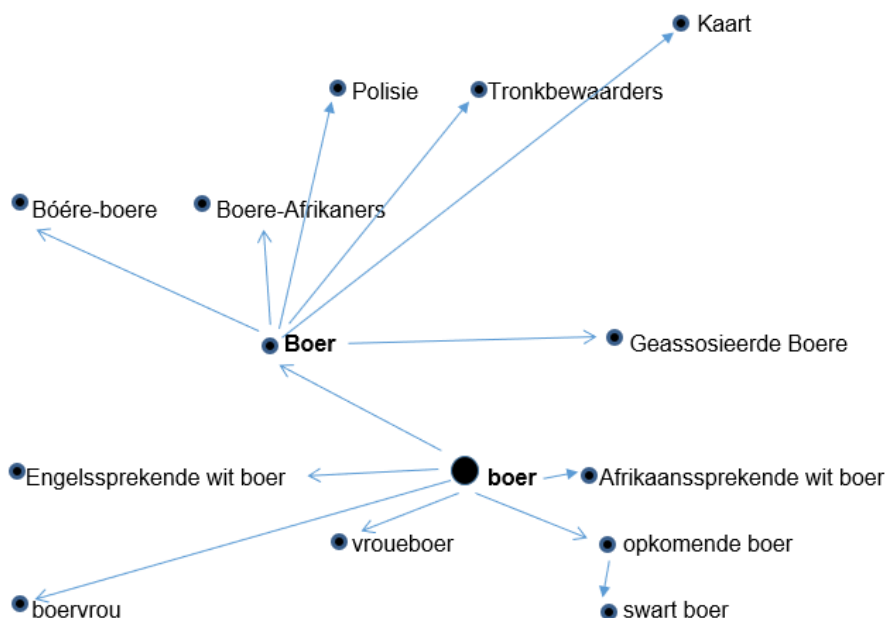 Kaart
Polisie
Tronkbewaarders
Bóére-boere
Boere-Afrikaners
Boer
Geassosieerde Boere
Engelssprekende wit boer
boer
Afrikaanssprekende wit boer
vroueboer
opkomende boer
boervrou
swart boer